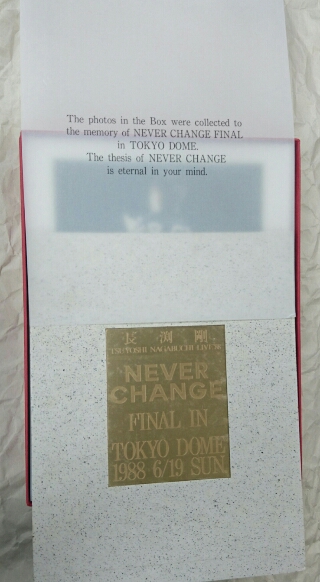 The photos in the Box were collected to
the memory of NEVER CHANGE FINAL
in TOKYO DOME.
The thesis of NEVER CHANGE
is eternal in your mind.
長 渕 剛
TSUYOSHI NAGABUCHI LIVE'88
NEVER
CHANGE
FINAL IN
TOKYO DOME
1988 6/19 SUN.